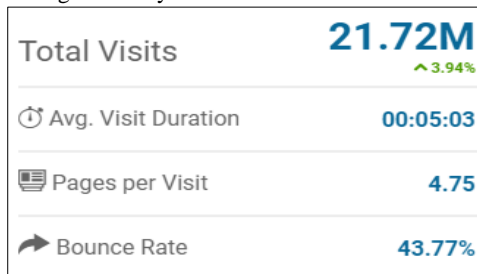 Total Visits 21.72M
3.94%
Avg. Visit Duration 00:05:03
Pages per Visit 4.75
Bounce Rate 43.77%